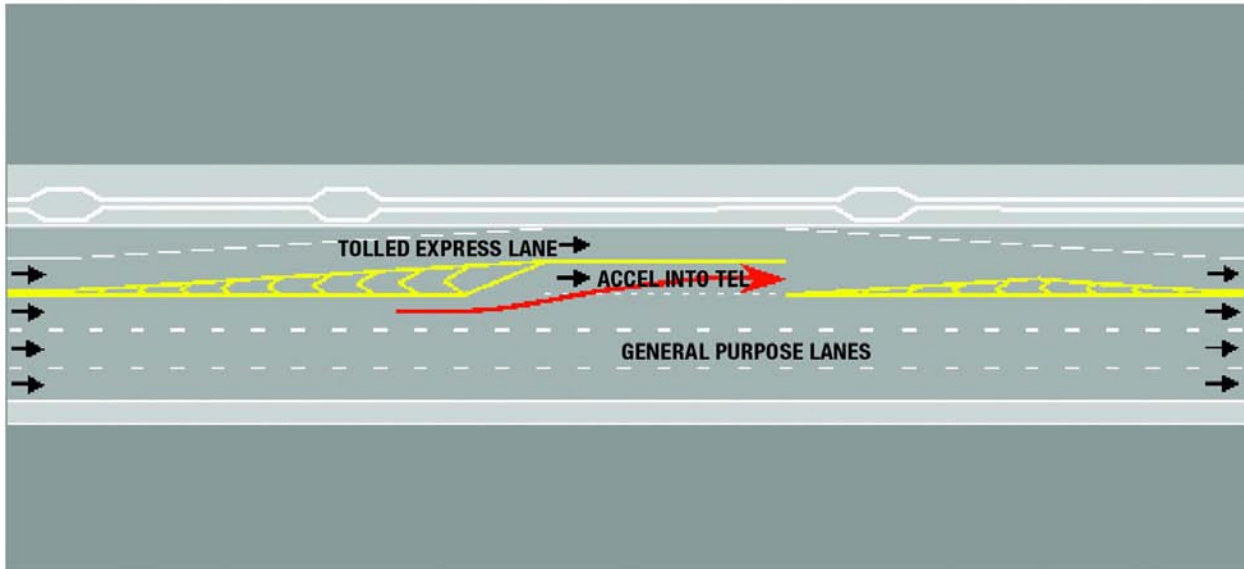 TOLLED EXPRESS LANE
ACCEL INTO TEL
GENERAL PURPOSE LANES